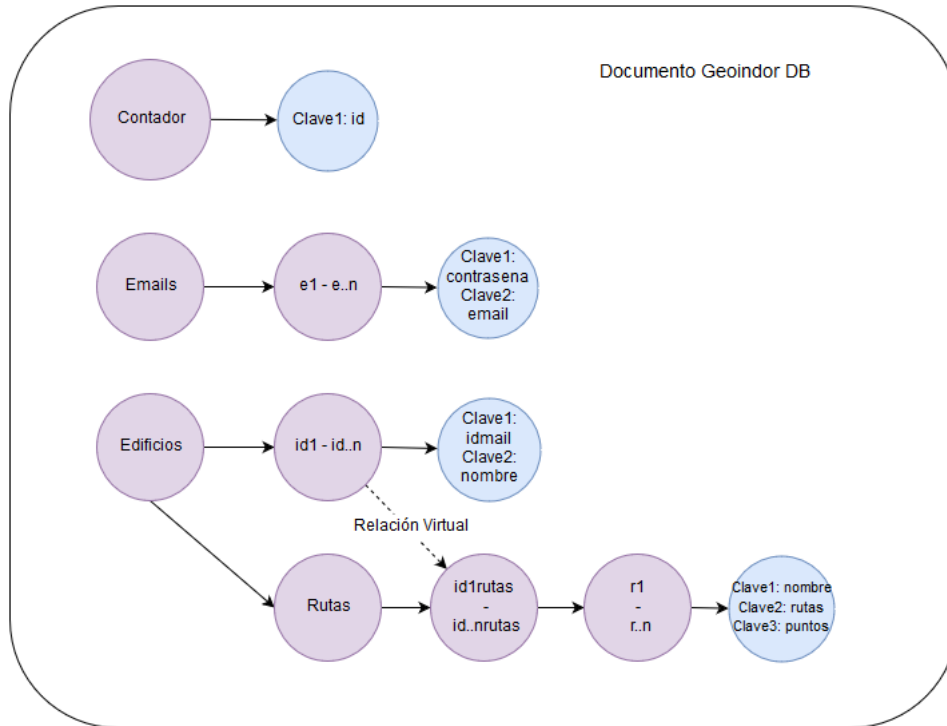 Documento Geoindor DB
Contador
Clave1: id
Emails
e1 - e..n
Clave1:
contrasena
Clave2:
email
Edificios
id1 - id..n
Clave1:
idmail
Clave2:
nombre
Relación Virtual
Rutas
id1rutas
-
id..nrutas
r1
-
r..n
Clave1: nombre
Clave2: rutas
Clave3: puntos